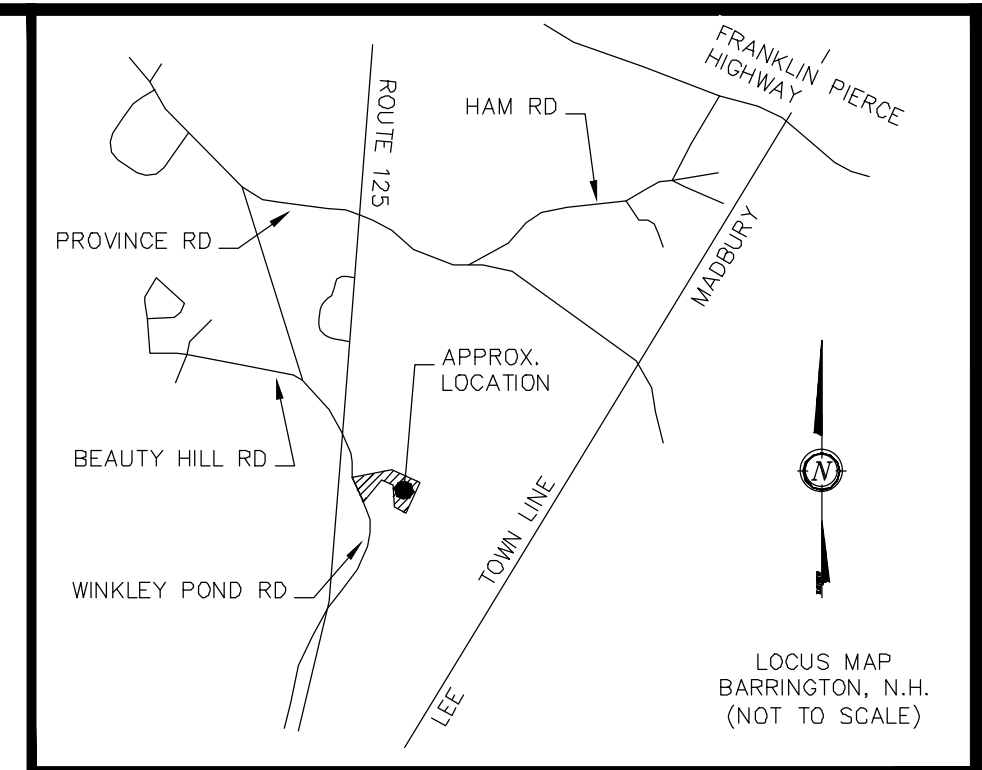 FRANKLIN PIERCE
HIGHWAY
ROUTE 125
HAM RD
PROVINCE RD
MADBURY
APPROX.
LOCATION
BEAUTY HILL RD
N
TOWN LINE
WINKLEY POND RD
LEE
LOCUS MAP
BARRINGTON, N.H.
(NOT TO SCALE)